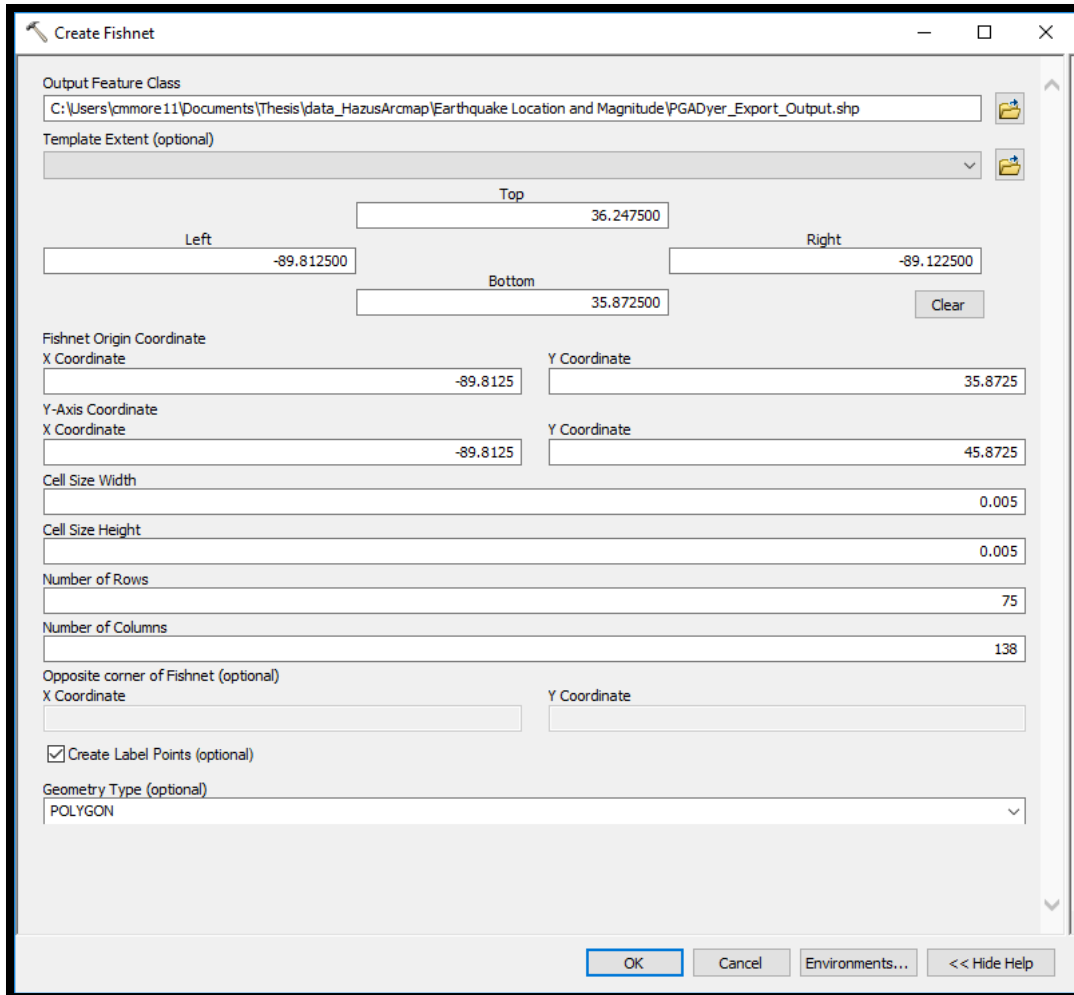 Create Fishnet
Output Feature Class
C:\Users\cmmore11\Documents\Thesis\data_HazusArcmap\Earthquake Location and Magnitude\PGADyer_Export_Output.shp
Template Extent (optional)
Top
36.247500
Left Right
-89.812500 -89.122500
Bottom
35.872500
Clear
Fishnet Origin Coordinate
X Coordinate Y Coordinate
-89.8125 35.8725
Y-Axis Coordinate
X Coordinate Y Coordinate
-89.8125 45.8725
Cell Size Width
0.005
Cell Size Height
0.005
Number of Rows
75
Number of Columns
138
Opposite corner of Fishnet (optional)
X Coordinate Y Coordinate
Create Label Points (optional)
Geometry Type (optional)
POLYGON
OK Cancel Environments... << Hide Help